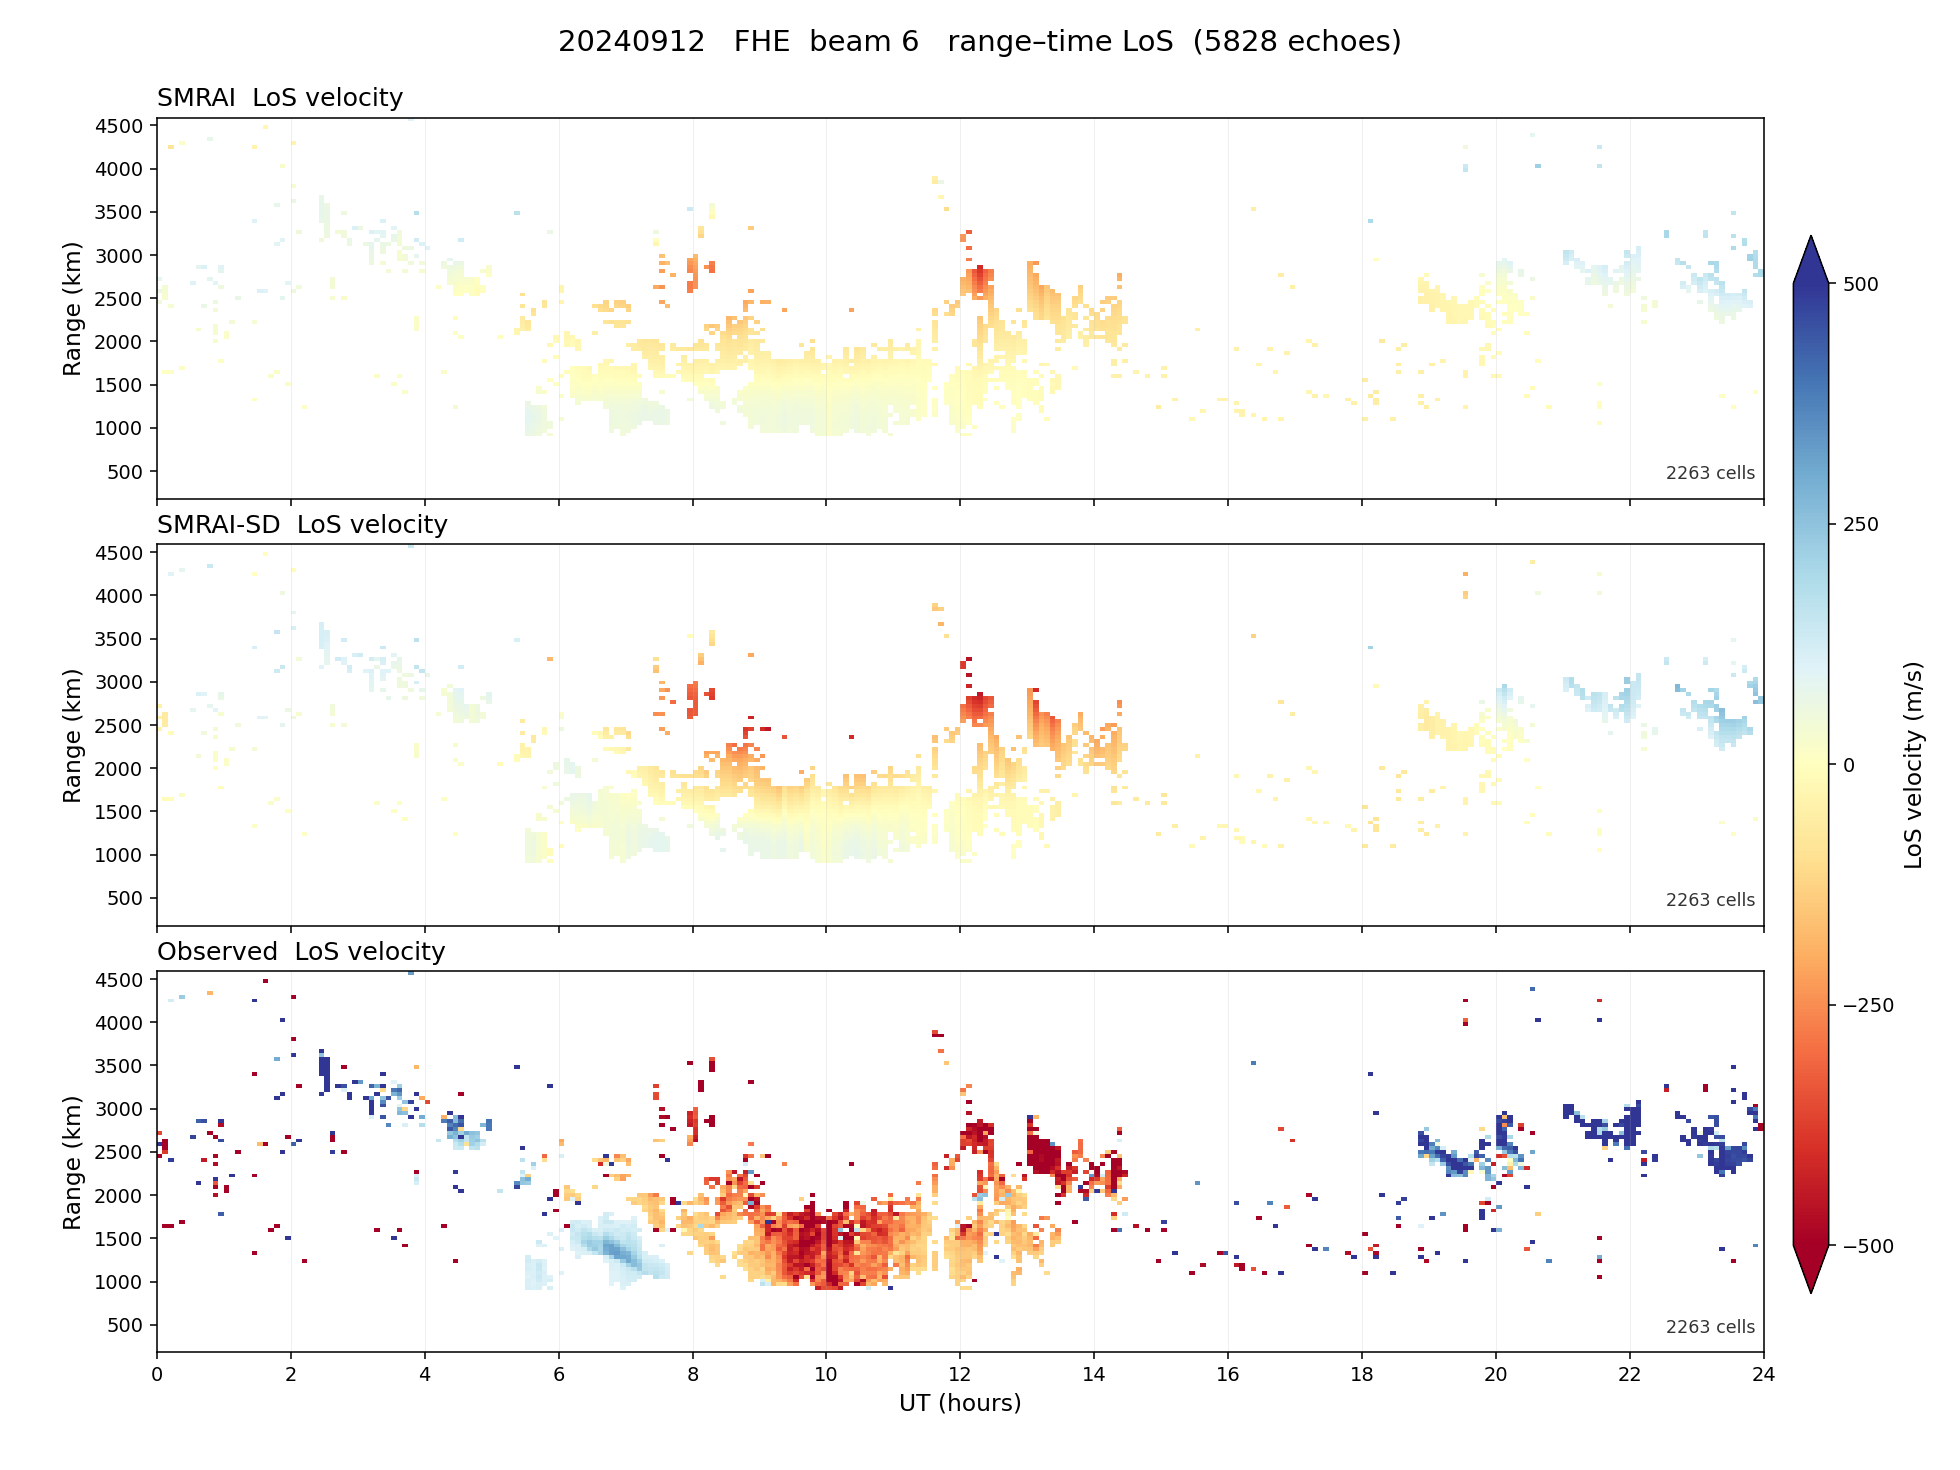 20240912   FHE  beam 6   range–time LoS  (5828 echoes)
SMRAI  LoS velocity
4500
4000
3500
3000
2500
2000
1500
1000
500
Range (km)
2263 cells
SMRAI-SD  LoS velocity
4500
4000
3500
3000
2500
2000
1500
1000
500
Range (km)
2263 cells
Observed  LoS velocity
4500
4000
3500
3000
2500
2000
1500
1000
500
Range (km)
2263 cells
0 2 4 6 8 10 12 14 16 18 20 22 24
UT (hours)
500
250
0
−250
−500
LoS velocity (m/s)